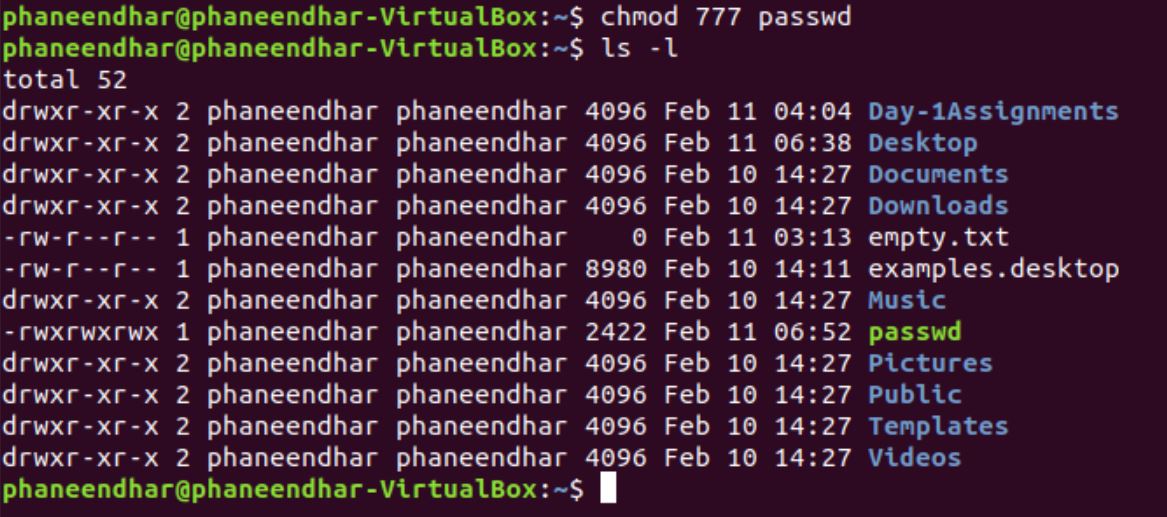 phaneendhar@phaneendhar-VirtualBox:~$ chmod 777 passwd
phaneendhar@phaneendhar-VirtualBox:~$ ls -l
total 52
drwxr-xr-x 2 phaneendhar phaneendhar 4096 Feb 11 04:04 Day-1Assignments
drwxr-xr-x 2 phaneendhar phaneendhar 4096 Feb 11 06:38 Desktop
drwxr-xr-x 2 phaneendhar phaneendhar 4096 Feb 10 14:27 Documents
drwxr-xr-x 2 phaneendhar phaneendhar 4096 Feb 10 14:27 Downloads
-rw-r--r-- 1 phaneendhar phaneendhar    0 Feb 11 03:13 empty.txt
-rw-r--r-- 1 phaneendhar phaneendhar 8980 Feb 10 14:11 examples.desktop
drwxr-xr-x 2 phaneendhar phaneendhar 4096 Feb 10 14:27 Music
-rwxrwxrwx 1 phaneendhar phaneendhar 2422 Feb 11 06:52 passwd
drwxr-xr-x 2 phaneendhar phaneendhar 4096 Feb 10 14:27 Pictures
drwxr-xr-x 2 phaneendhar phaneendhar 4096 Feb 10 14:27 Public
drwxr-xr-x 2 phaneendhar phaneendhar 4096 Feb 10 14:27 Templates
drwxr-xr-x 2 phaneendhar phaneendhar 4096 Feb 10 14:27 Videos
phaneendhar@phaneendhar-VirtualBox:~$